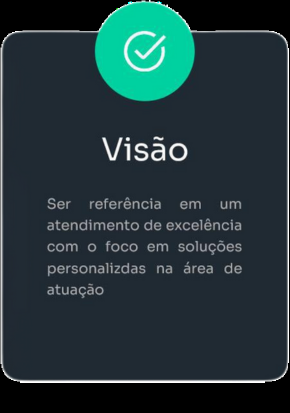 Visão
Ser referência em um
atendimento de excelência
com o foco em soluções
personalizdas na área de
atuação